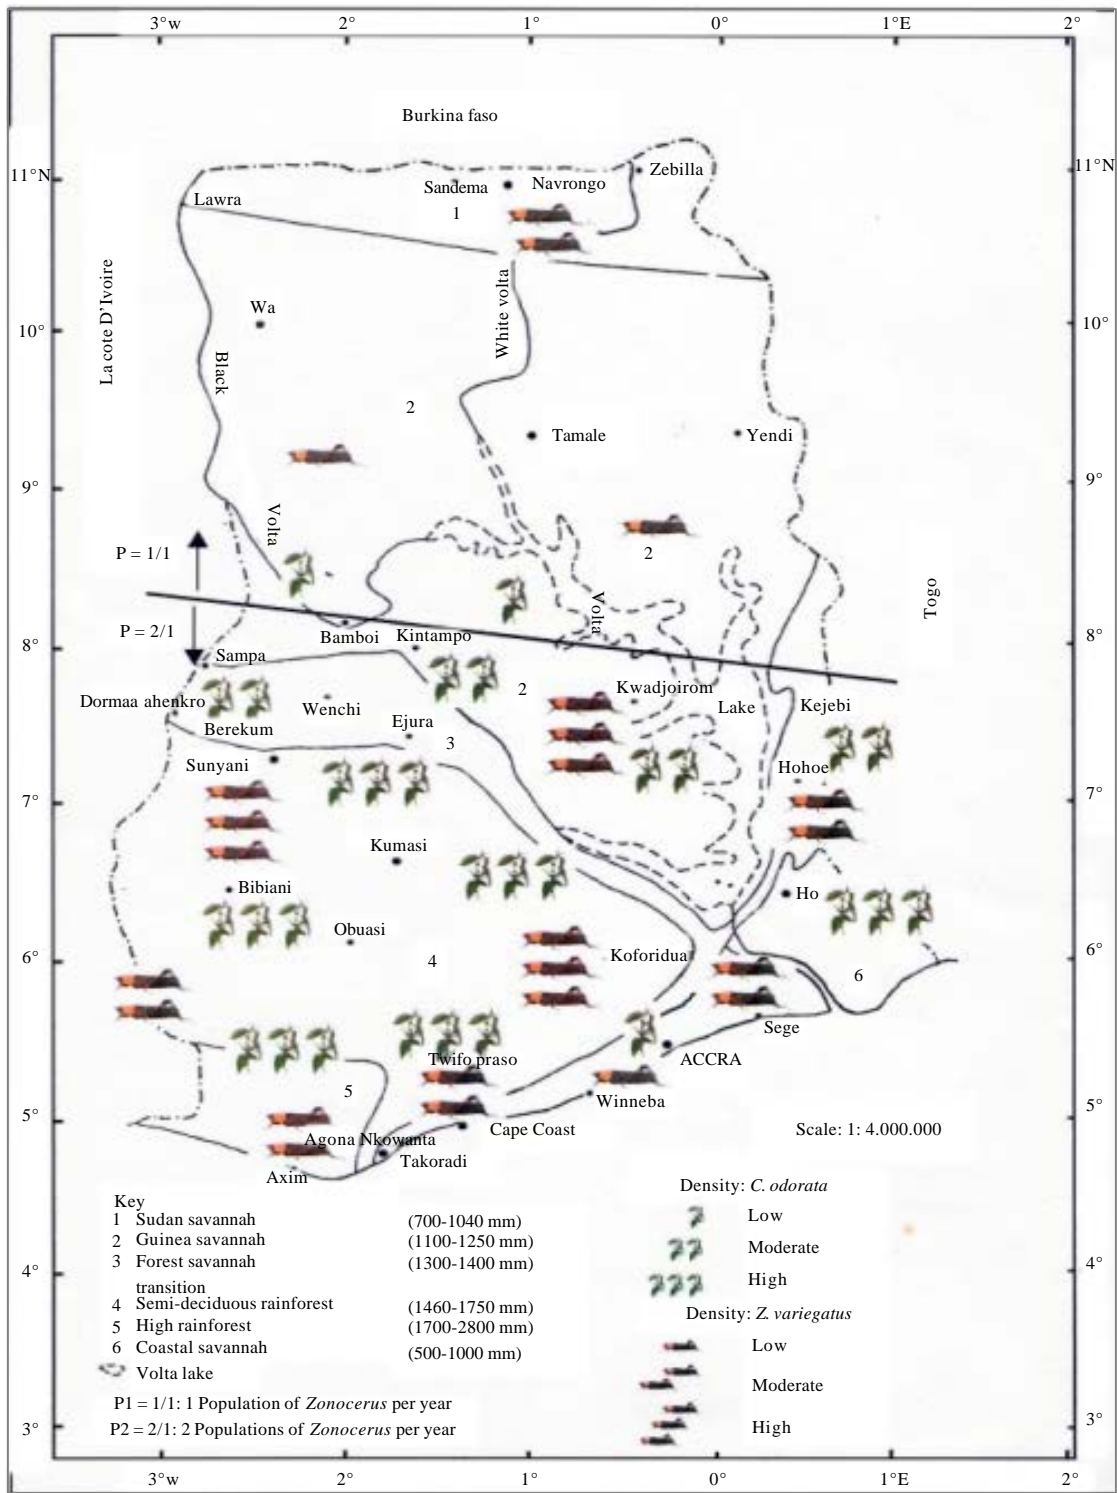 3°w 2° 1° 0° 1°E 2°
Burkina faso
11°N 11°N
Zebilla
Sandema Navrongo
Lawra
1
La cote D'Ivoire
White volta
Wa
10° 10°
Black
2
Tamale Yendi
9° 9°
Volta
P = 1/1
2
Togo
Volta
P = 2/1
8° 8°
Bamboi Kintampo
Sampa
Dormaa ahenkro
2
Kwadjoirom
Wenchi
Lake Kejebi
Berekum
Ejura
3
Sunyani
Hohoe
7° 7°
Kumasi
Bibiani
Ho
Obuasi
6° 4 Koforidua 6°
6
Sege
Twifo praso
ACCRA
5
Winneba
5° 5°
Agona Nkowanta
Cape Coast
Scale: 1: 4.000.000
Takoradi
Axim
Key
1 Sudan savannah (700-1040 mm)
2 Guinea savannah (1100-1250 mm)
3 Forest savannah (1300-1400 mm)
transition
4 Semi-deciduous rainforest (1460-1750 mm)
5 High rainforest (1700-2800 mm)
6 Coastal savannah (500-1000 mm)
Volta lake
P1 = 1/1: 1 Population of Zonocerus per year
P2 = 2/1: 2 Populations of Zonocerus per year
Density: C. odorata
Low
Moderate
High
Density: Z. variegatus
Low
Moderate
High
4° 4°
3° 3°
3°w 2° 1° 0° 1°E 2°